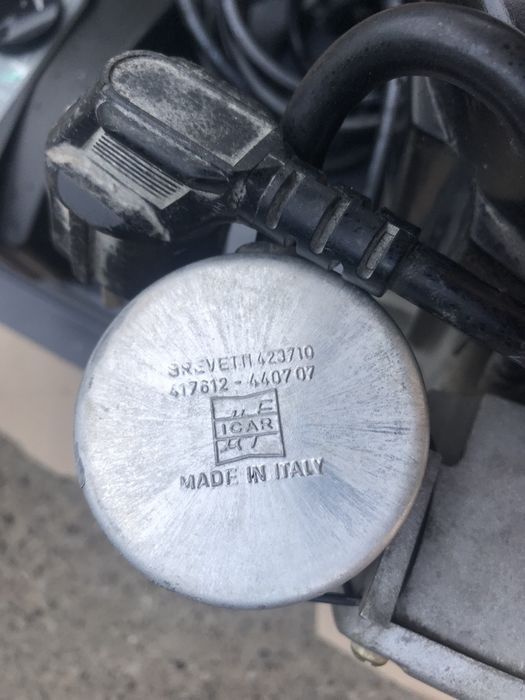 BREVETTI 423710
417612 - 440707
ICAR
MADE IN ITALY